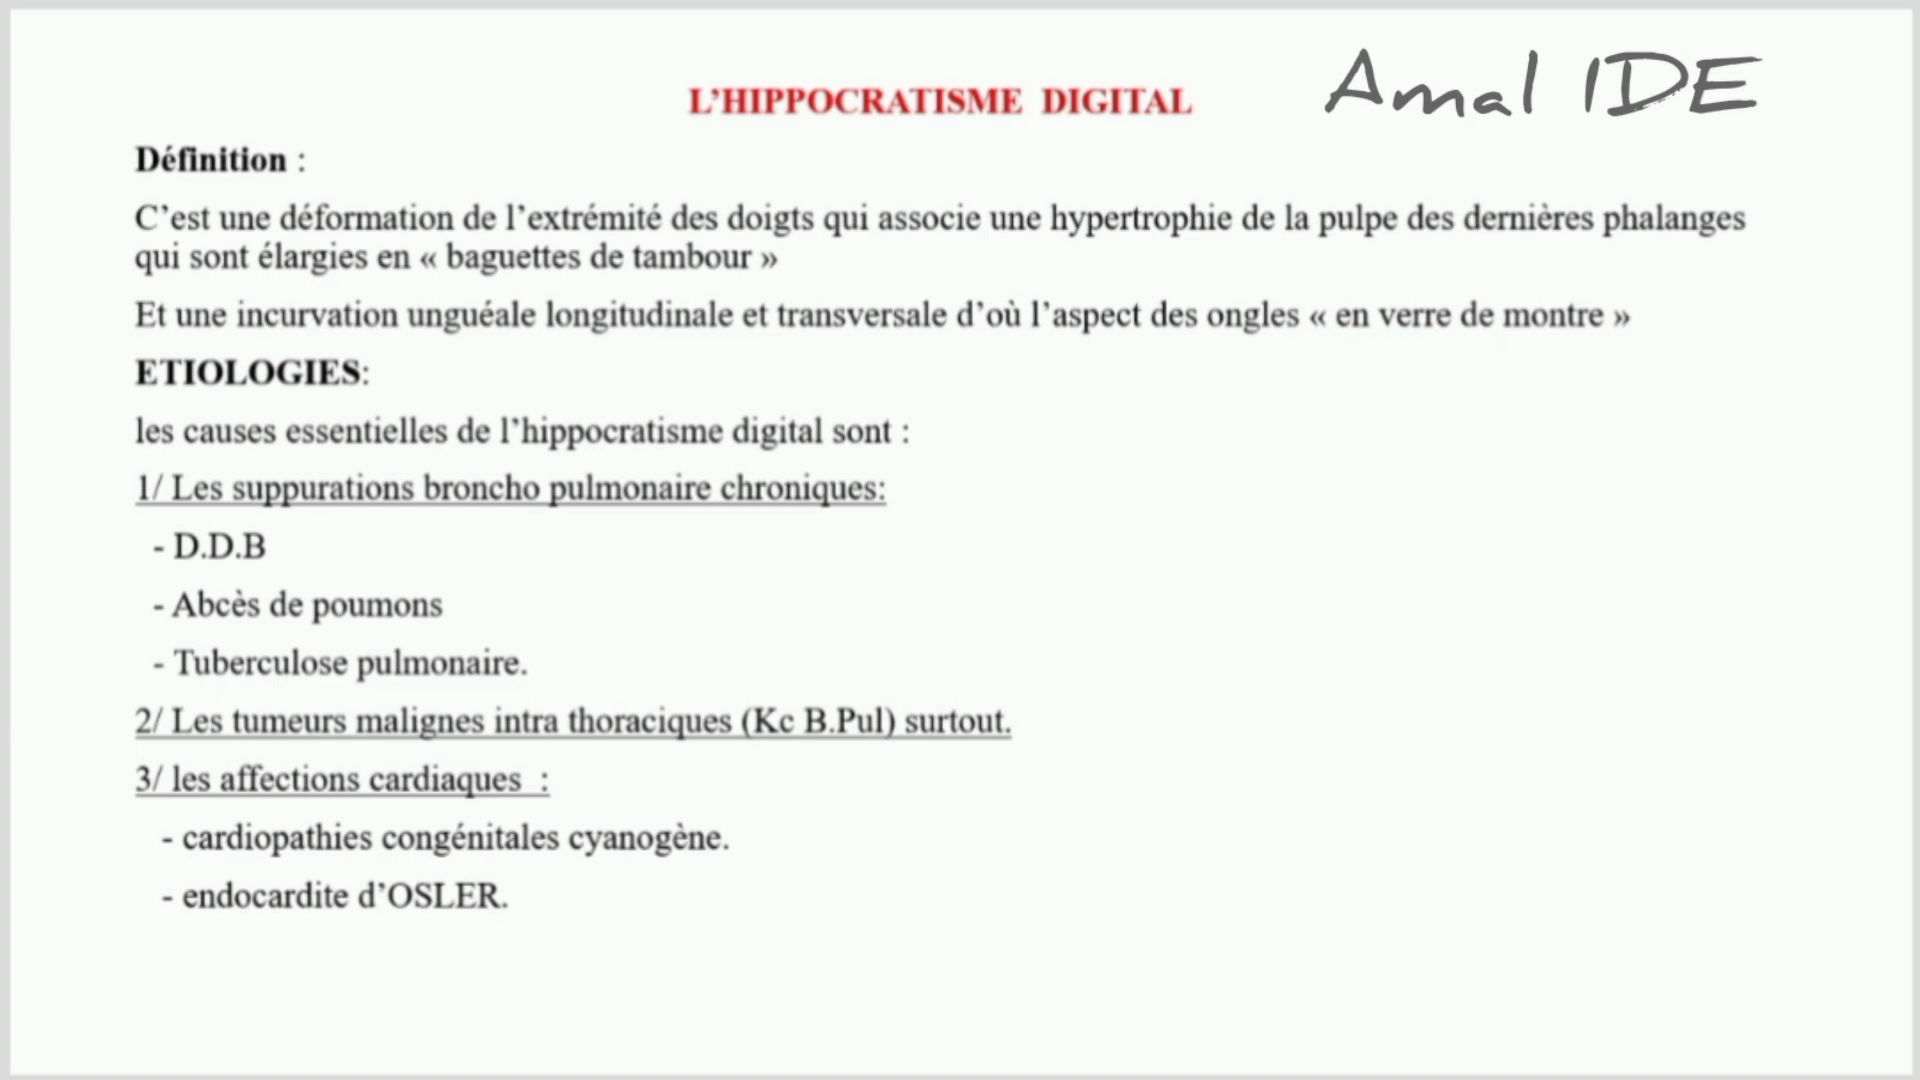 L’HIPPOCRATISME DIGITAL
Amal IDE
Définition :
C’est une déformation de l’extrémité des doigts qui associe une hypertrophie de la pulpe des dernières phalanges
qui sont élargies en « baguettes de tambour »
Et une incurvation unguéale longitudinale et transversale d’où l’aspect des ongles « en verre de montre »
ETIOLOGIES:
les causes essentielles de l’hippocratisme digital sont :
1/ Les suppurations broncho pulmonaire chroniques:
- D.D.B
- Abcès de poumons
- Tuberculose pulmonaire.
2/ Les tumeurs malignes intra thoraciques (Kc B.Pul) surtout.
3/ les affections cardiaques :
- cardiopathies congénitales cyanogène.
- endocardite d’OSLER.